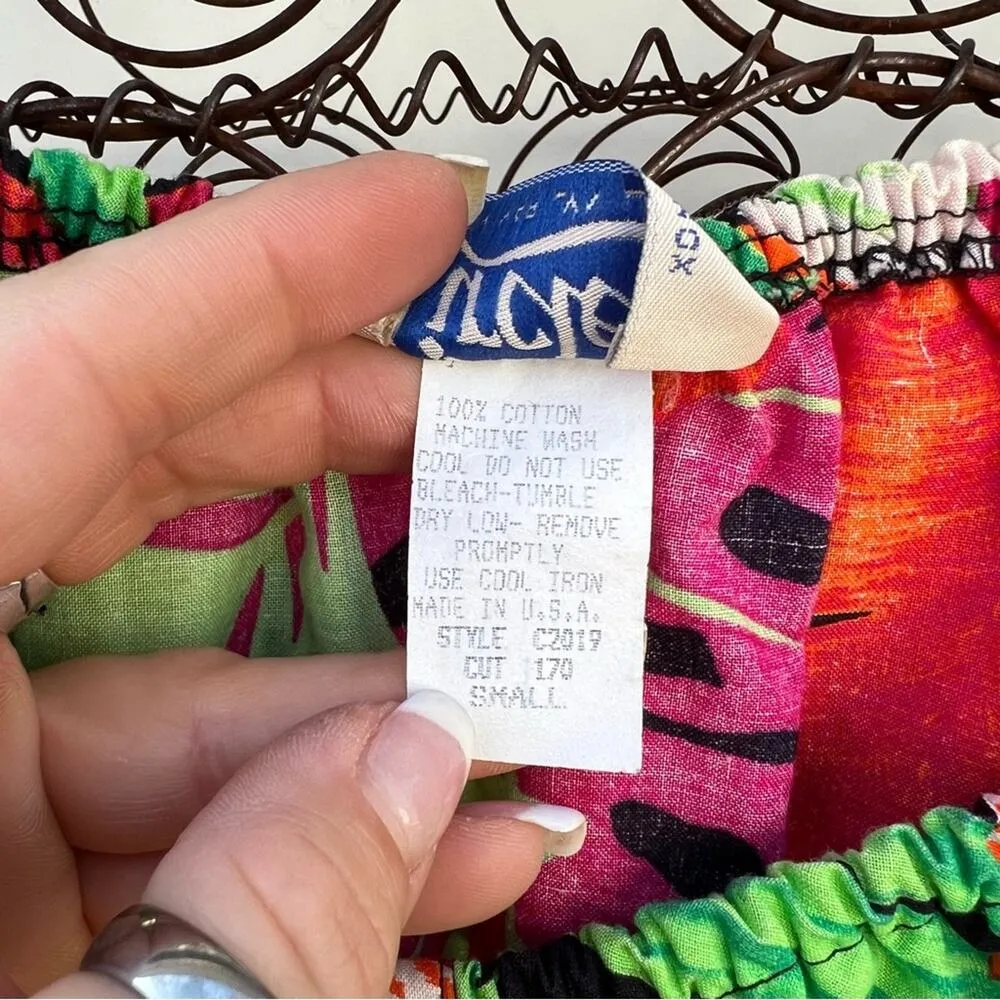 100% COTTON
MACHINE WASH
COOL DO NOT USE
BLEACH-TUMBLE
DRY LOW- REMOVE
PROMPTLY
USE COOL IRON
MADE IN U.S.A.
STYLE C2019
CUT 170
SMALL